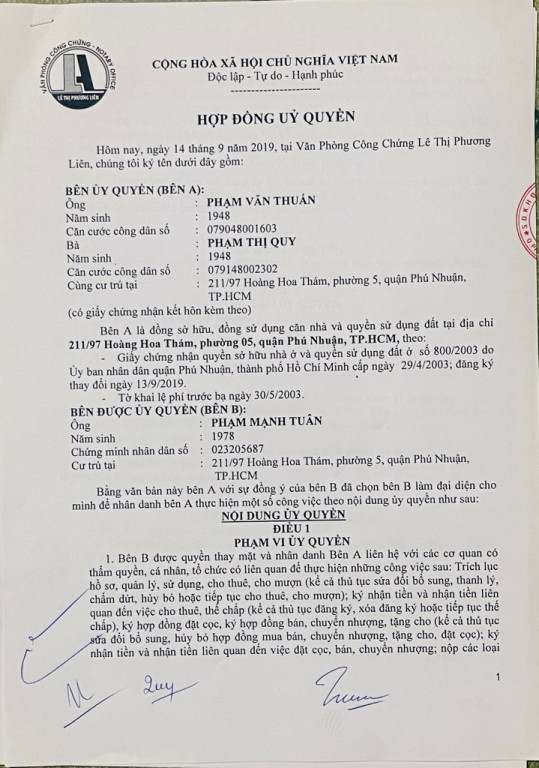 VĂN PHÒNG CÔNG CHỨNG - NOTARY OFFICE
LÊ THỊ PHƯƠNG LIÊN
CỘNG HÒA XÃ HỘI CHỦ NGHĨA VIỆT NAM
Độc lập - Tự do - Hạnh phúc
HỢP ĐỒNG UỶ QUYỀN
Hôm nay, ngày 14 tháng 9 năm 2019, tại Văn Phòng Công Chứng Lê Thị Phương
Liên, chúng tôi ký tên dưới đây gồm:
BÊN ỦY QUYỀN (BÊN A):
Ông : PHẠM VĂN THUẤN
Năm sinh : 1948
Căn cước công dân số : 079048001603
Bà : PHẠM THỊ QUY
Năm sinh : 1948
Căn cước công dân số : 079148002302
Cùng cư trú tại : 211/97 Hoàng Hoa Thám, phường 5, quận Phú Nhuận,
TP.HCM
(có giấy chứng nhận kết hôn kèm theo)
Bên A là đồng sở hữu, đồng sử dụng căn nhà và quyền sử dụng đất tại địa chỉ
211/97 Hoàng Hoa Thám, phường 05, quận Phú Nhuận, TP.HCM, theo:
- Giấy chứng nhận quyền sở hữu nhà ở và quyền sử dụng đất ở số 800/2003 do
Ủy ban nhân dân quận Phú Nhuận, thành phố Hồ Chí Minh cấp ngày 29/4/2003; đăng ký
thay đổi ngày 13/9/2019.
- Tờ khai lệ phí trước bạ ngày 30/5/2003.
BÊN ĐƯỢC ỦY QUYỀN (BÊN B):
Ông : PHẠM MẠNH TUÂN
Năm sinh : 1978
Chứng minh nhân dân số : 023205687
Cư trú tại : 211/97 Hoàng Hoa Thám, phường 5, quận Phú Nhuận,
TP.HCM
Bằng văn bản này bên A với sự đồng ý của bên B đã chọn bên B làm đại diện cho
mình để nhân danh bên A thực hiện một số công việc theo nội dung ủy quyền như sau:
NỘI DUNG ỦY QUYỀN
ĐIỀU 1
PHẠM VI ỦY QUYỀN
1. Bên B được quyền thay mặt và nhân danh Bên A liên hệ với các cơ quan có
thẩm quyền, cá nhân, tổ chức có liên quan để thực hiện những công việc sau: Trích lục
hồ sơ, quản lý, sử dụng, cho thuê, cho mượn (kể cả thủ tục sửa đổi bổ sung, thanh lý,
chấm dứt, hủy bỏ hoặc tiếp tục cho thuê, cho mượn); ký nhận tiền và nhận tiền liên
quan đến việc cho thuê, thế chấp (kể cả thủ tục đăng ký, xóa đăng ký hoặc tiếp tục thế
chấp), ký hợp đồng đặt cọc, ký hợp đồng bán, chuyển nhượng, tặng cho (kể cả thủ tục
sửa đổi bổ sung, hủy bỏ hợp đồng mua bán, chuyển nhượng, tặng cho, đặt cọc); ký
nhận tiền và nhận tiền liên quan đến việc đặt cọc, bán, chuyển nhượng; nộp các loại
1
Quy